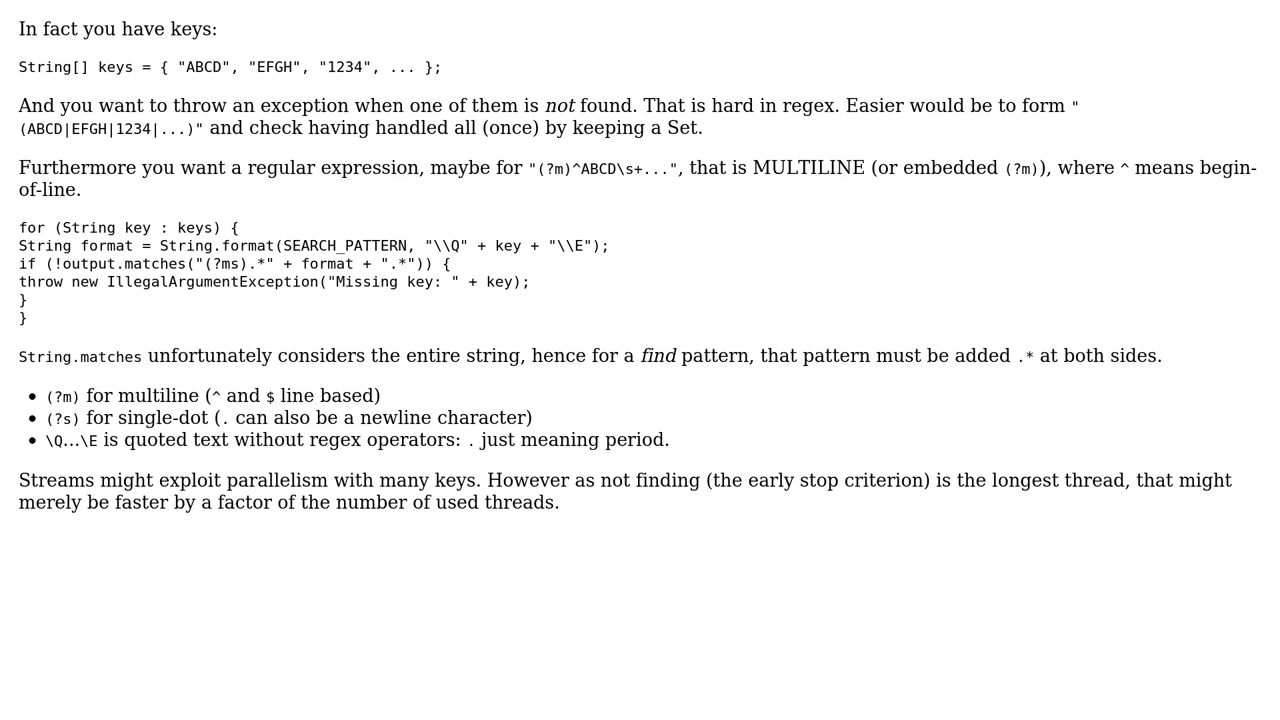 In fact you have keys:
String[] keys = { "ABCD", "EFGH", "1234", ... };
And you want to throw an exception when one of them is not found. That is hard in regex. Easier would be to form "
(ABCD|EFGH|1234|...)" and check having handled all (once) by keeping a Set.
Furthermore you want a regular expression, maybe for "(?m)^ABCD\s+...", that is MULTILINE (or embedded (?m)), where ^ means begin-
of-line.
for (String key : keys) {
String format = String.format(SEARCH_PATTERN, "\\Q" + key + "\\E");
if (!output.matches("(?ms).*" + format + ".*")) {
throw new IllegalArgumentException("Missing key: " + key);
}
}
String.matches unfortunately considers the entire string, hence for a find pattern, that pattern must be added .* at both sides.
• (?m) for multiline (^ and $ line based)
• (?s) for single-dot (. can also be a newline character)
• \Q...\E is quoted text without regex operators: . just meaning period.
Streams might exploit parallelism with many keys. However as not finding (the early stop criterion) is the longest thread, that might
merely be faster by a factor of the number of used threads.